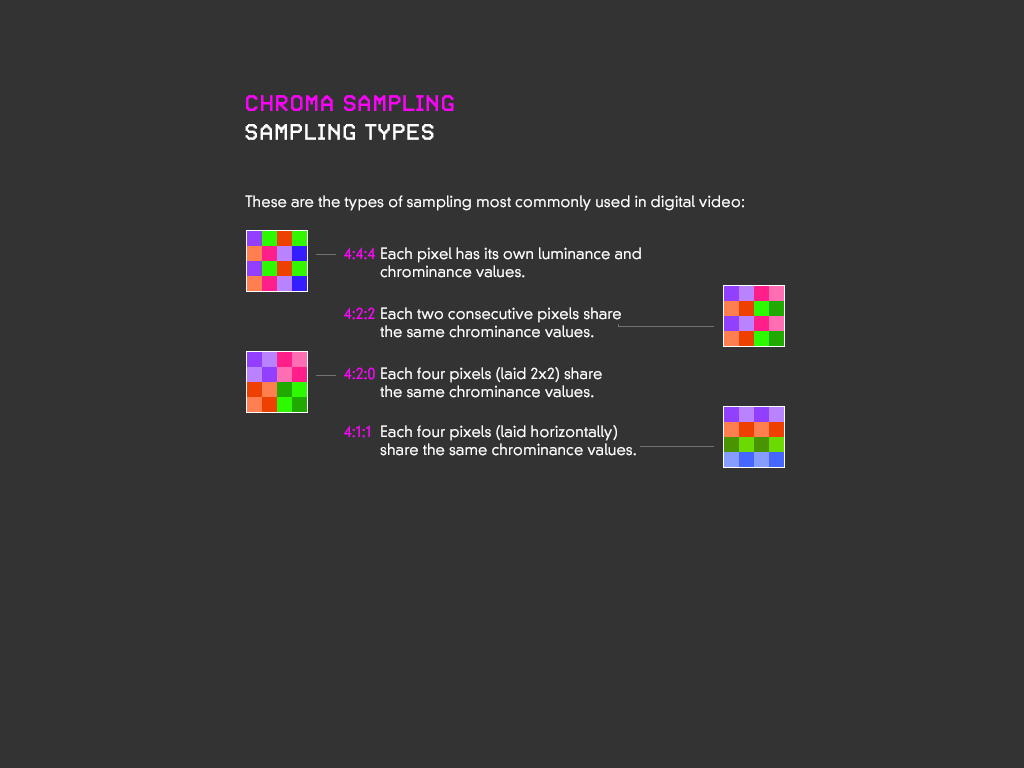 CHROMA SAMPLING
SAMPLING TYPES
These are the types of sampling most commonly used in digital video:
4:4:4 Each pixel has its own luminance and
chrominance values.
4:2:2 Each two consecutive pixels share
the same chrominance values.
4:2:0 Each four pixels (laid 2x2) share
the same chrominance values.
4:1:1 Each four pixels (laid horizontally)
share the same chrominance values.